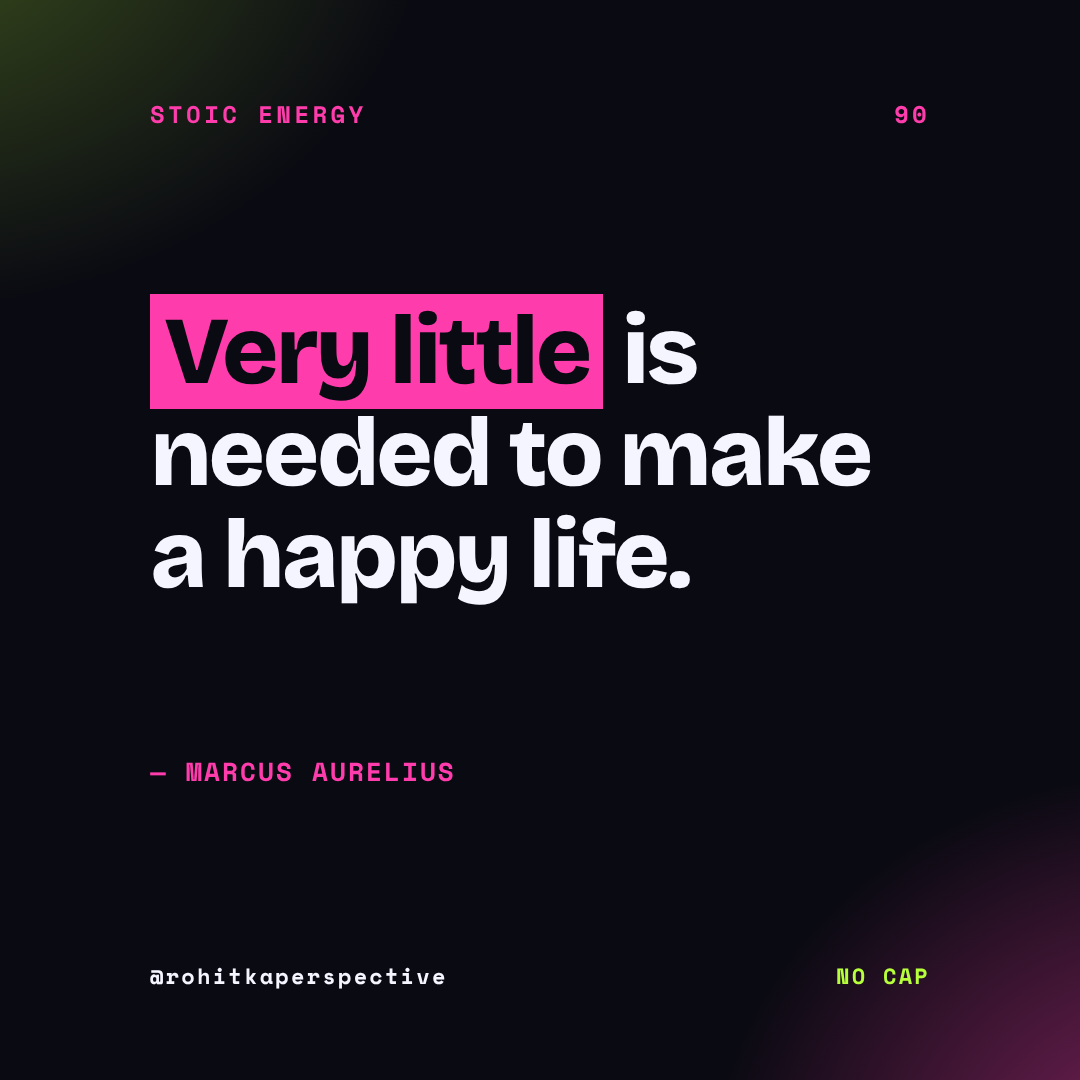 STOIC ENERGY
90
Very little is
needed to make
a happy life.
— MARCUS AURELIUS
@rohitkaperspective
NO CAP